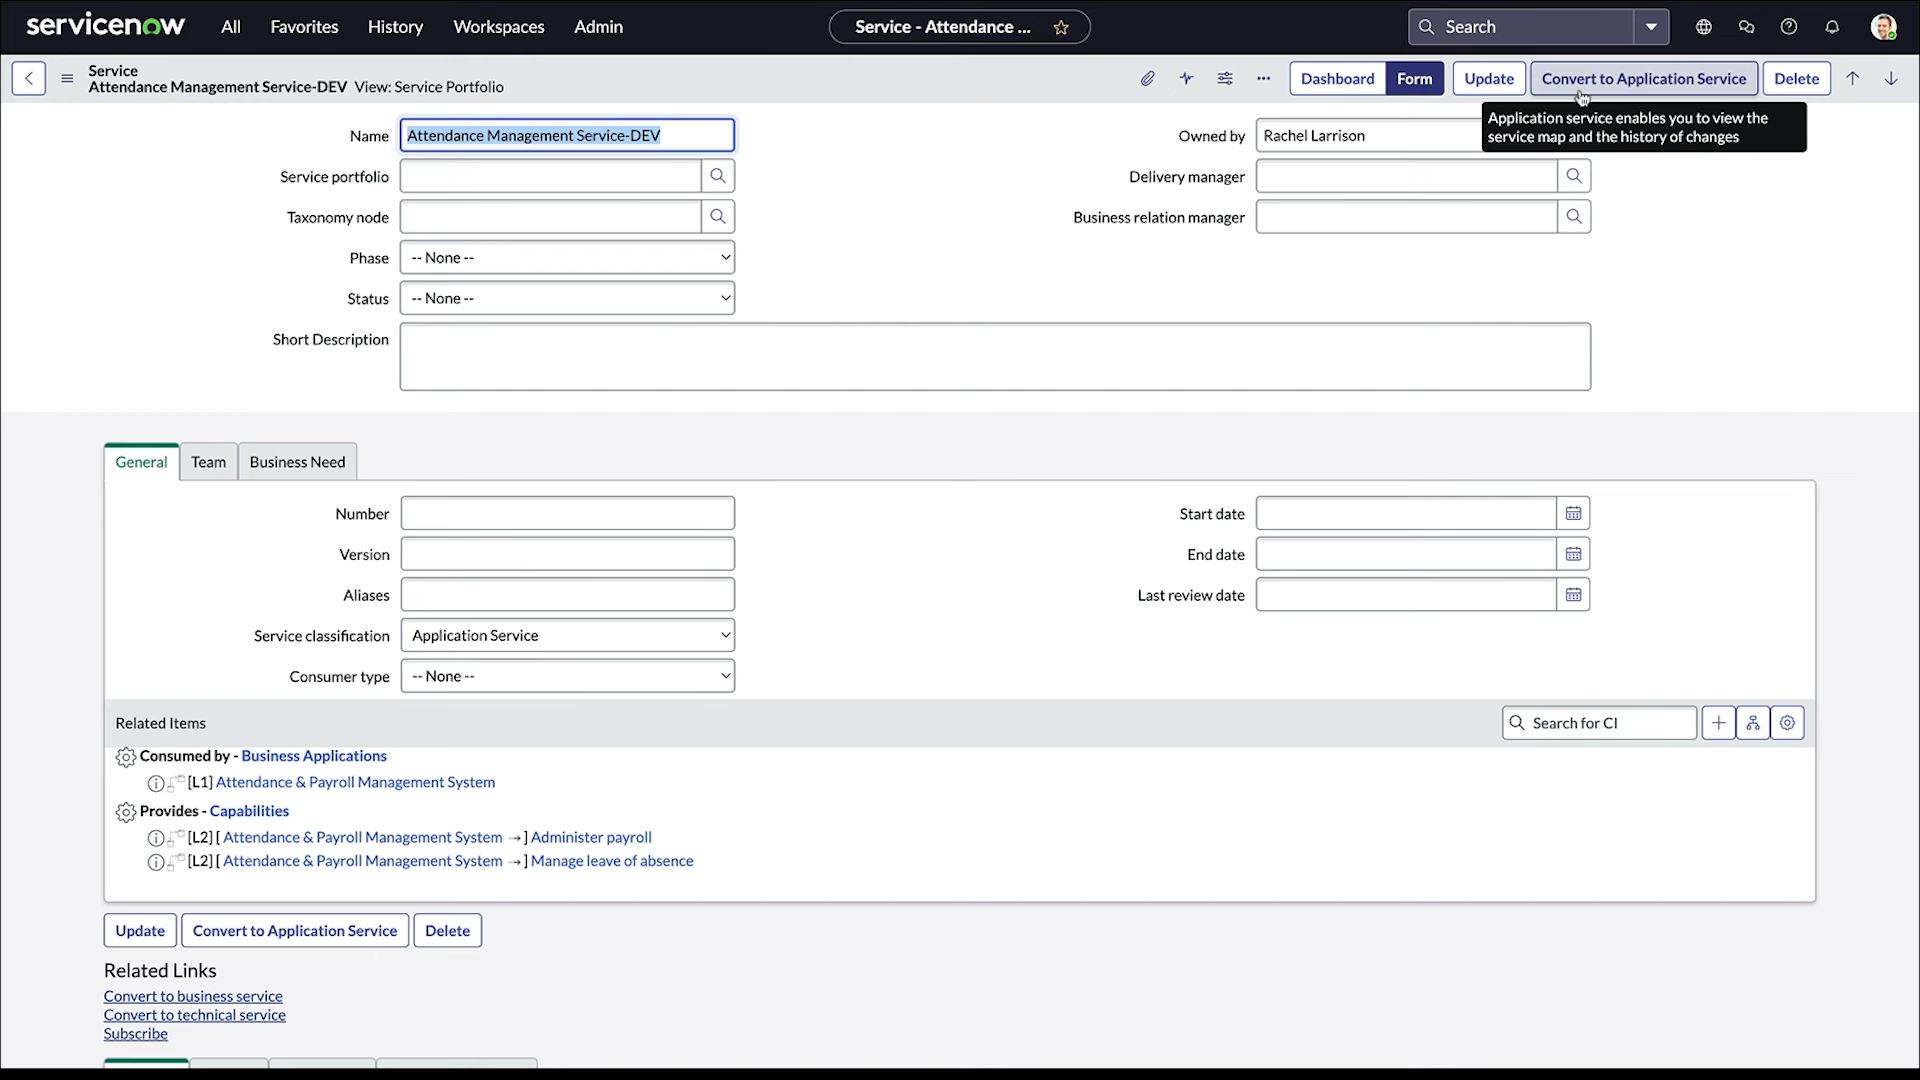 servicenow All Favorites History Workspaces Admin Service - Attendance ... Search
Service
Attendance Management Service-DEV View: Service Portfolio
Dashboard Form Update Convert to Application Service Delete
Application service enables you to view the
service map and the history of changes
Name Attendance Management Service-DEV
Owned by Rachel Larrison
Service portfolio
Delivery manager
Taxonomy node
Business relation manager
Phase -- None --
Status -- None --
Short Description
General Team Business Need
Number
Start date
Version
End date
Aliases
Last review date
Service classification Application Service
Consumer type -- None --
Related Items Search for CI
Consumed by - Business Applications
[L1] Attendance & Payroll Management System
Provides - Capabilities
[L2] [ Attendance & Payroll Management System → ] Administer payroll
[L2] [ Attendance & Payroll Management System → ] Manage leave of absence
Update Convert to Application Service Delete
Related Links
Convert to business service
Convert to technical service
Subscribe